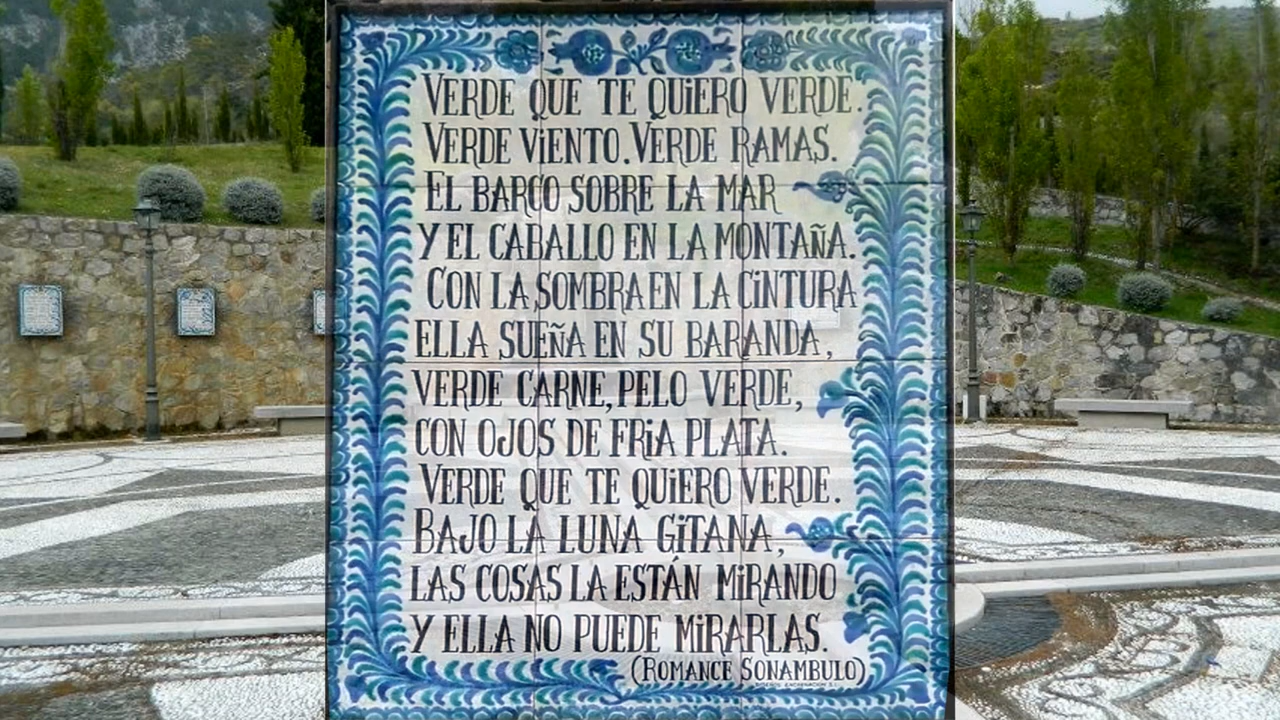 VERDE QUE TE QUIERO VERDE.
VERDE VIENTO. VERDE RAMAS.
EL BARCO SOBRE LA MAR
Y EL CABALLO EN LA MONTAÑA.
CON LA SOMBRA EN LA CINTURA
ELLA SUEÑA EN SU BARANDA,
VERDE CARNE, PELO VERDE,
CON OJOS DE FRIA PLATA.
VERDE QUE TE QUIERO VERDE.
BAJO LA LUNA GITANA,
LAS COSAS LA ESTÁN MIRANDO
Y ELLA NO PUEDE MIRARLAS.
(ROMANCE SONAMBULO)